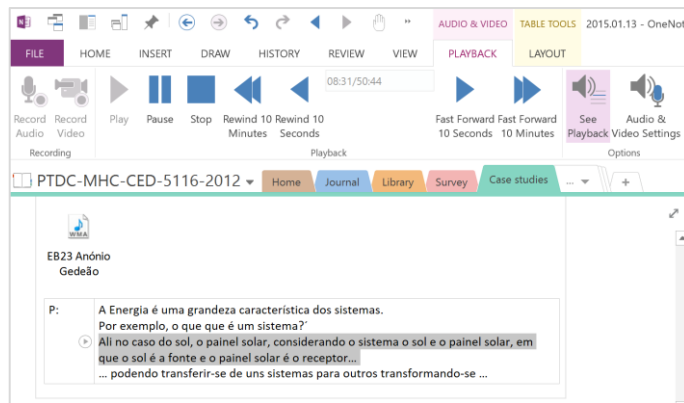 AUDIO & VIDEO TABLE TOOLS 2015.01.13 - OneNot
FILE HOME INSERT DRAW HISTORY REVIEW VIEW PLAYBACK LAYOUT
08:31/50:44
Record Audio
Record Video
Play
Pause
Stop
Rewind 10 Minutes
Rewind 10 Seconds
Fast Forward 10 Seconds
Fast Forward 10 Minutes
See Playback
Audio & Video Settings
Recording Playback Options
PTDC-MHC-CED-5116-2012 Home Journal Library Survey Case studies ... +
WMA
EB23 Anónio
Gedeão
P: A Energia é uma grandeza característica dos sistemas.
Por exemplo, o que que é um sistema?´
Ali no caso do sol, o painel solar, considerando o sistema o sol e o painel solar, em
que o sol é a fonte e o painel solar é o receptor...
... podendo transferir-se de uns sistemas para outros transformando-se ...